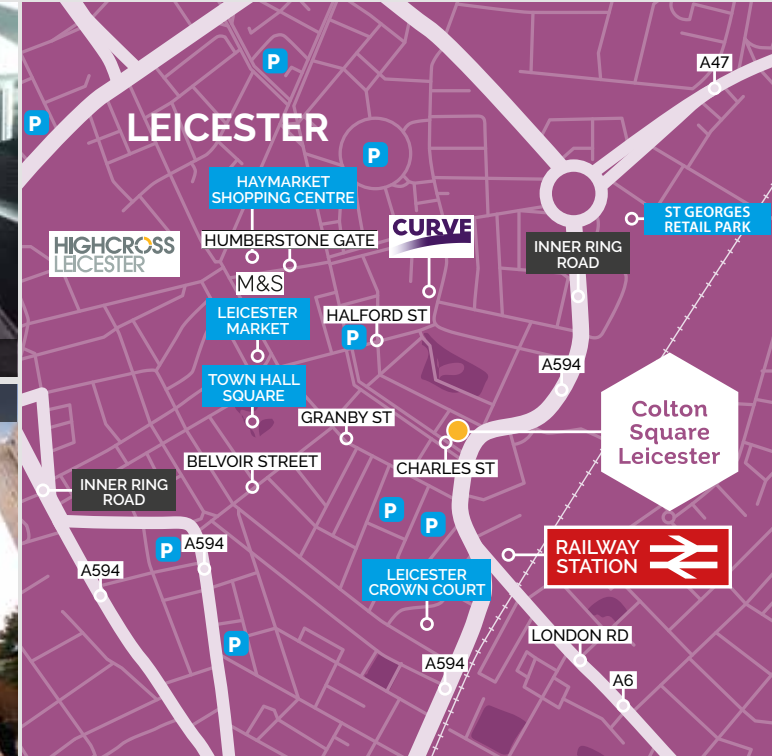 P
A47
P
LEICESTER
P
HAYMARKET
SHOPPING CENTRE
ST GEORGES
RETAIL PARK
CURVE
HUMBERSTONE GATE
HIGHCROSS
LEICESTER
INNER RING
ROAD
M&S
LEICESTER
MARKET
HALFORD ST
P
A594
TOWN HALL
SQUARE
Colton
Square
Leicester
GRANBY ST
BELVOIR STREET
CHARLES ST
INNER RING
ROAD
P
P
P
A594
RAILWAY
STATION
A594
LEICESTER
CROWN COURT
LONDON RD
P
A594
A6
P